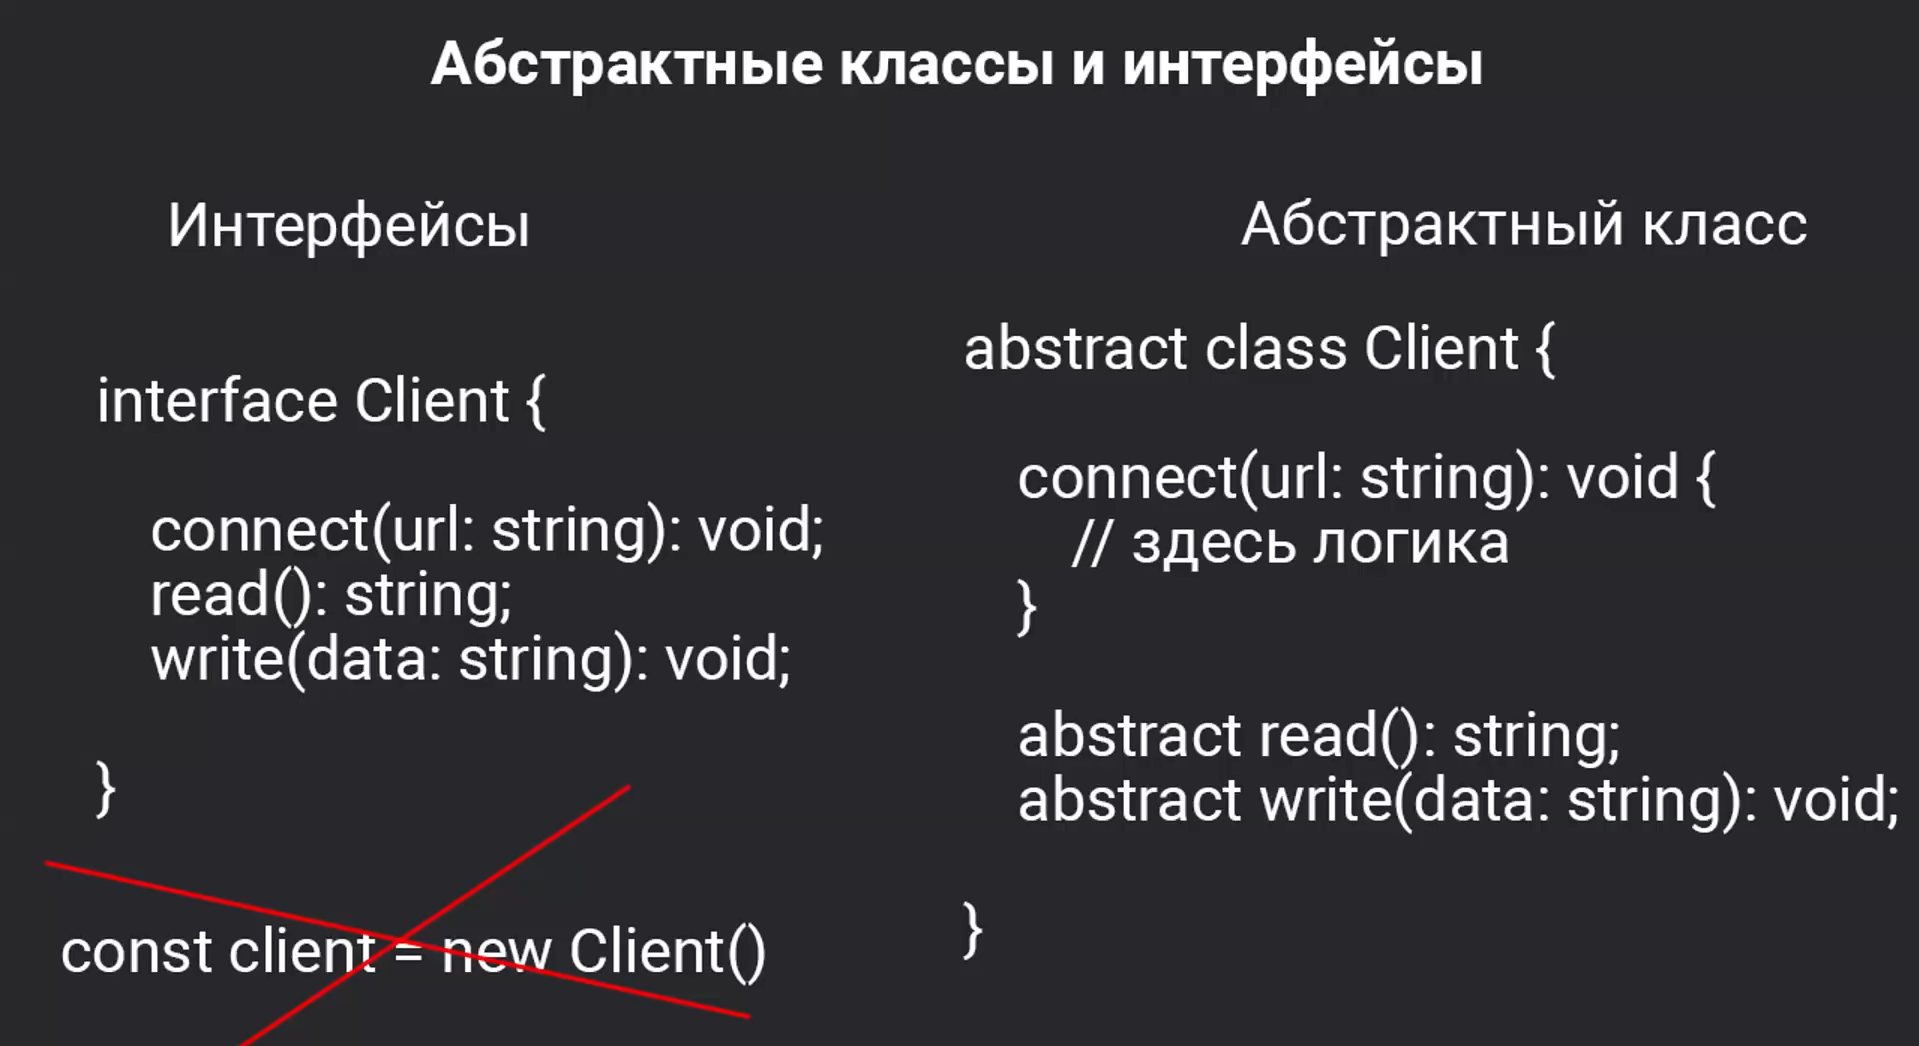 Абстрактные классы и интерфейсы
Интерфейсы
interface Client {
connect(url: string): void;
read(): string;
write(data: string): void;
}
const client = new Client()
Абстрактный класс
abstract class Client {
connect(url: string): void {
// здесь логика
}
abstract read(): string;
abstract write(data: string): void;
}